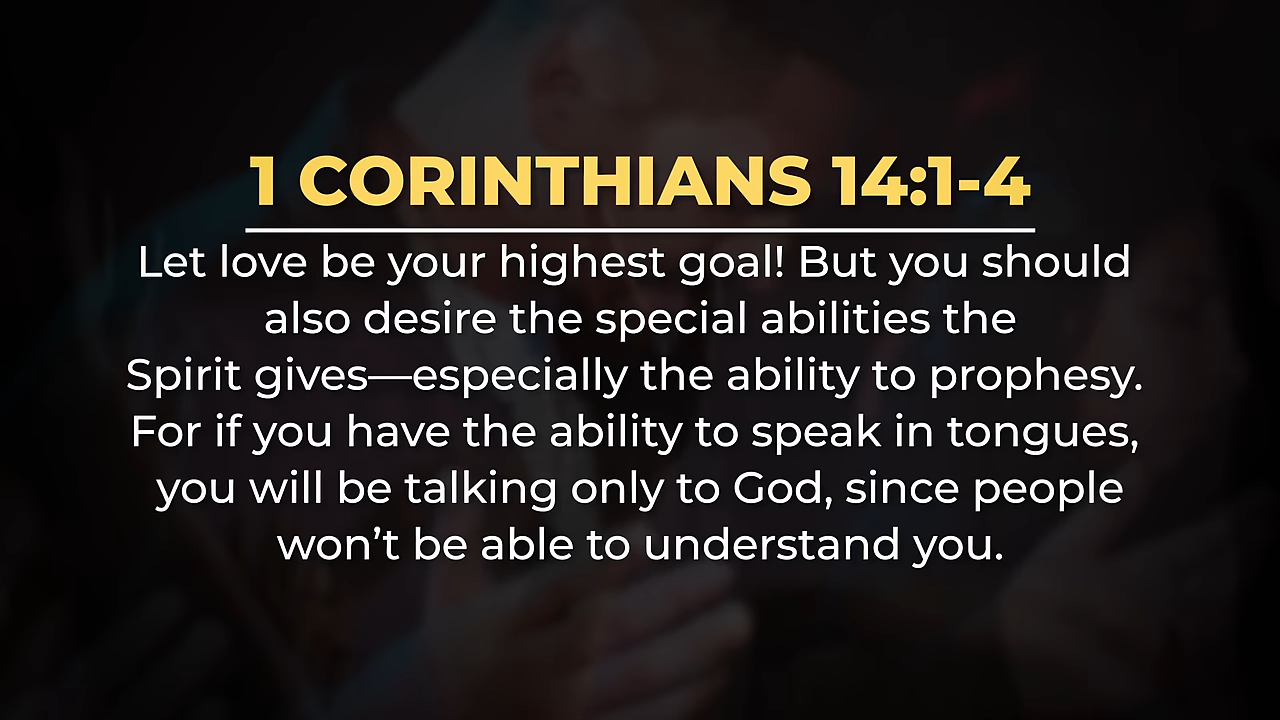 1 CORINTHIANS 14:1-4
Let love be your highest goal! But you should
also desire the special abilities the
Spirit gives—especially the ability to prophesy.
For if you have the ability to speak in tongues,
you will be talking only to God, since people
won’t be able to understand you.